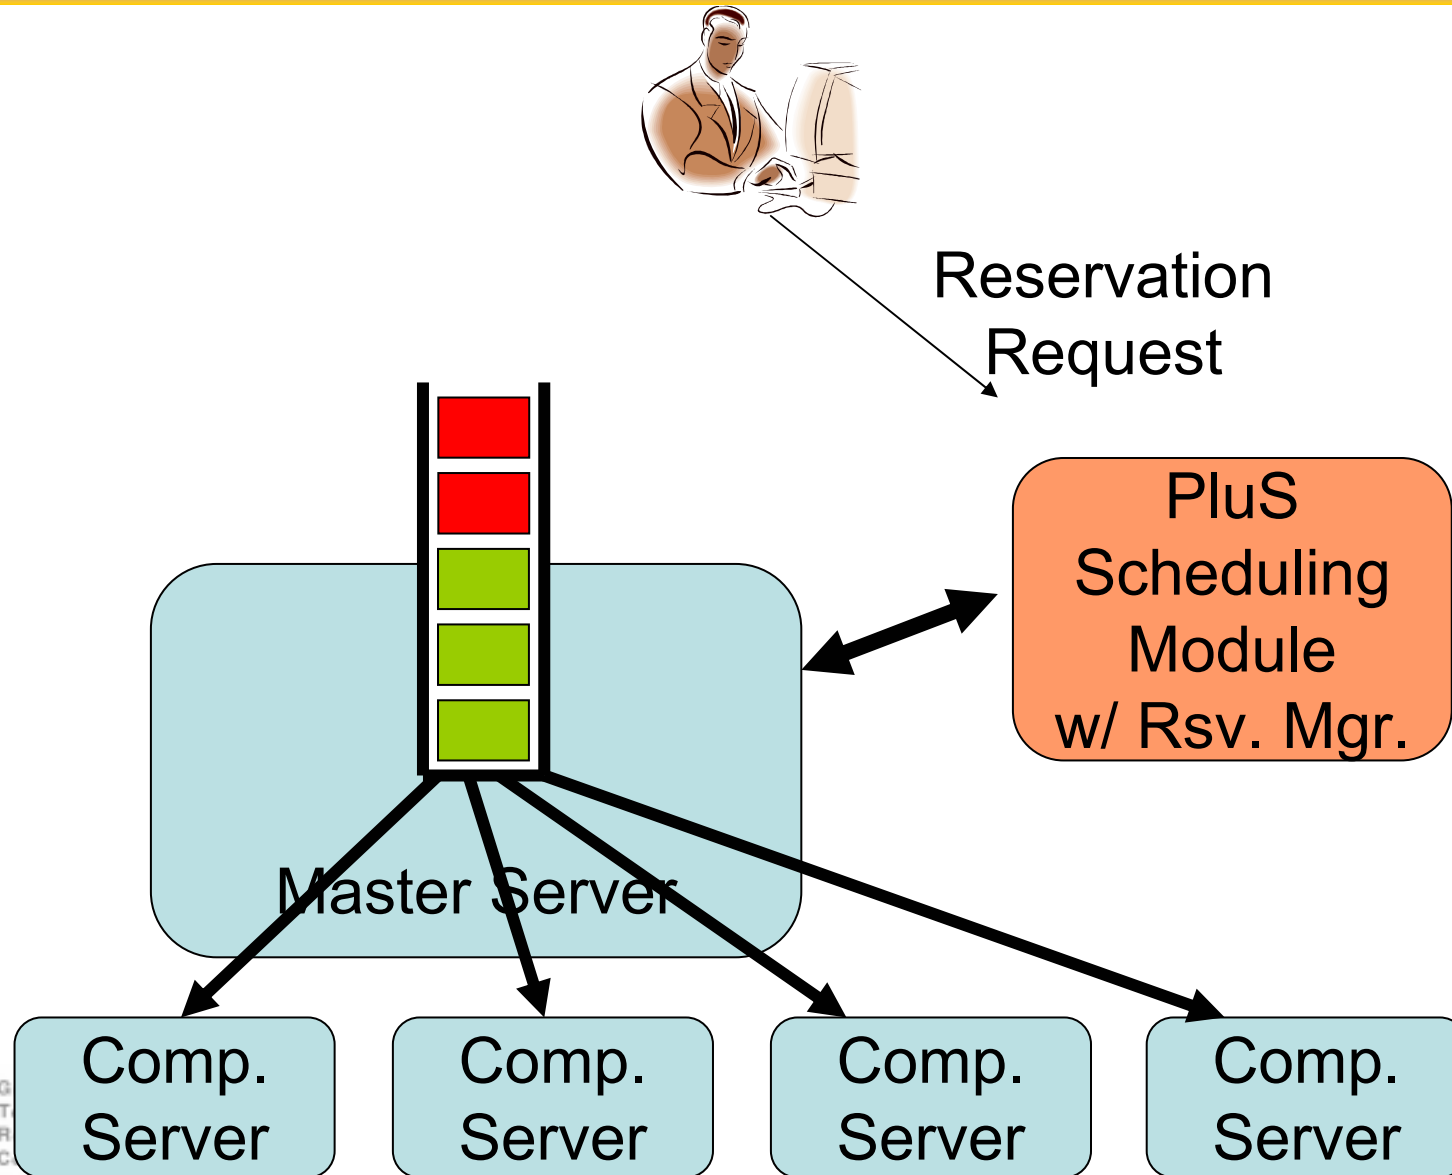 Reservation
Request
PluS
Scheduling
Module
w/ Rsv. Mgr.
Master Server
Comp.
Server
Comp.
Server
Comp.
Server
Comp.
Server